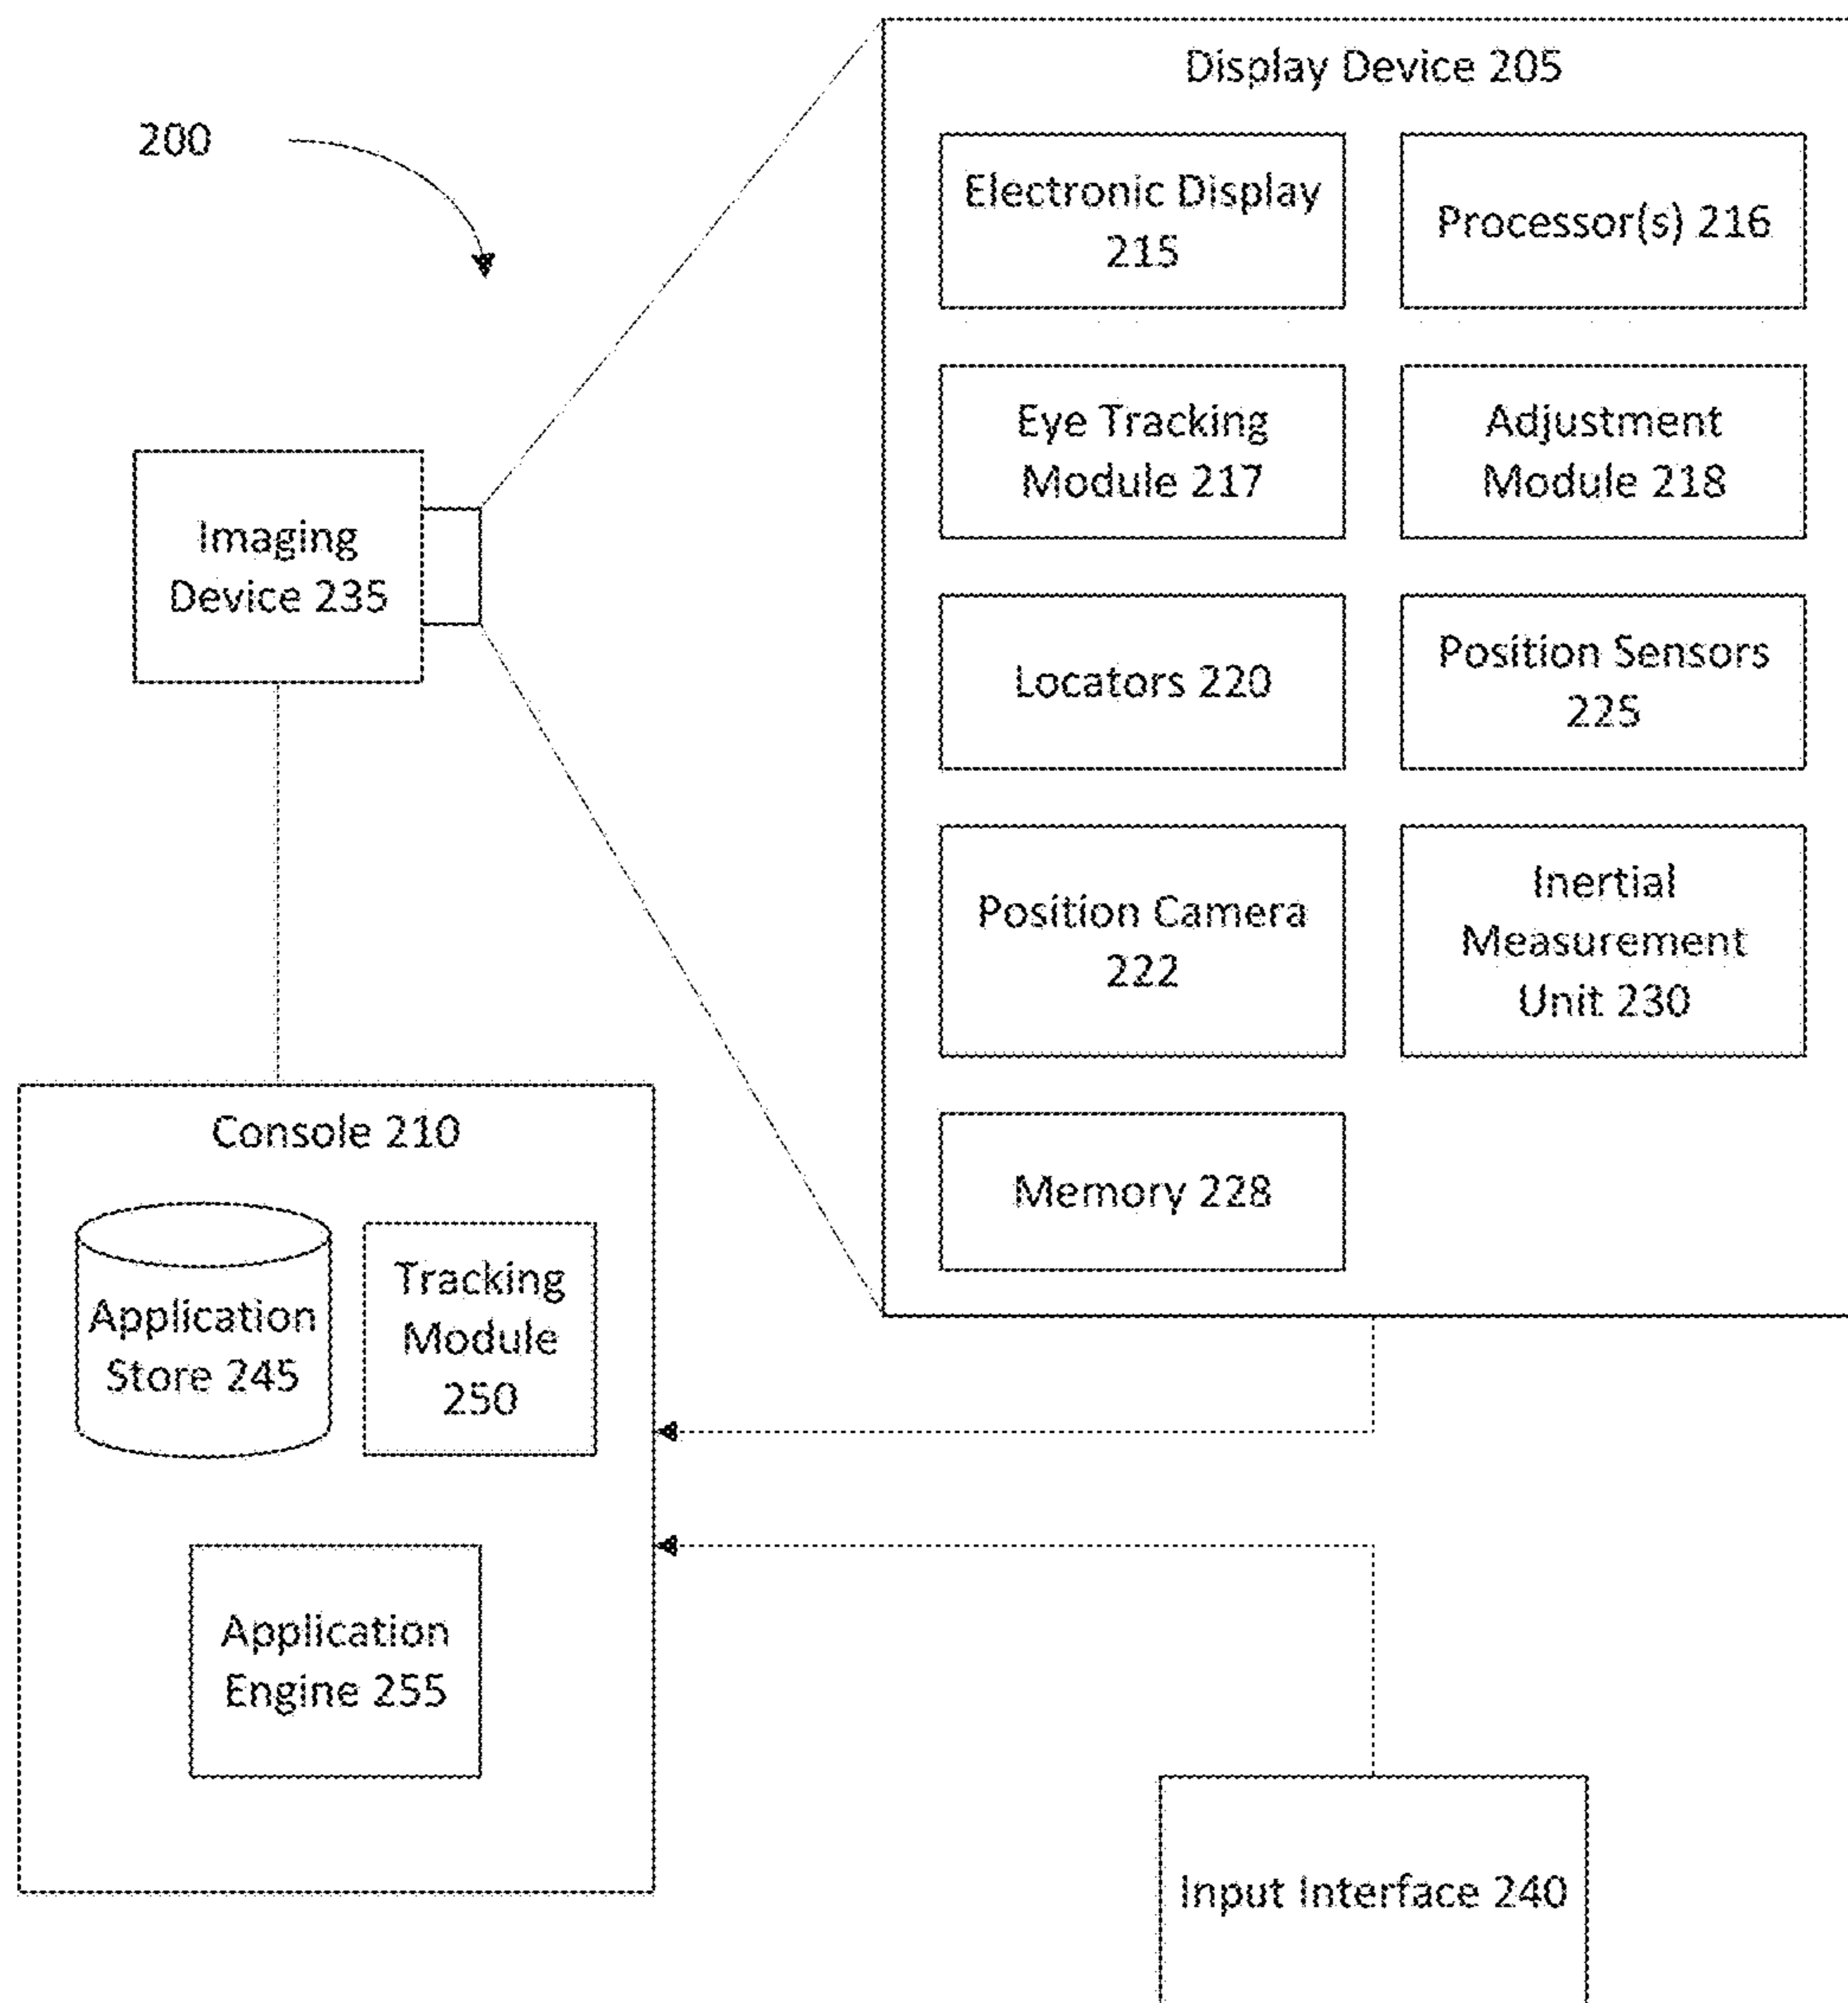 200
Display Device 205
Electronic Display
215
Processor(s) 216
Eye Tracking
Module 217
Adjustment
Module 218
Imaging
Device 235
Locators 220
Position Sensors
225
Position Camera
222
Inertial
Measurement
Unit 230
Memory 228
Console 210
Application
Store 245
Tracking
Module
250
Application
Engine 255
Input Interface 240